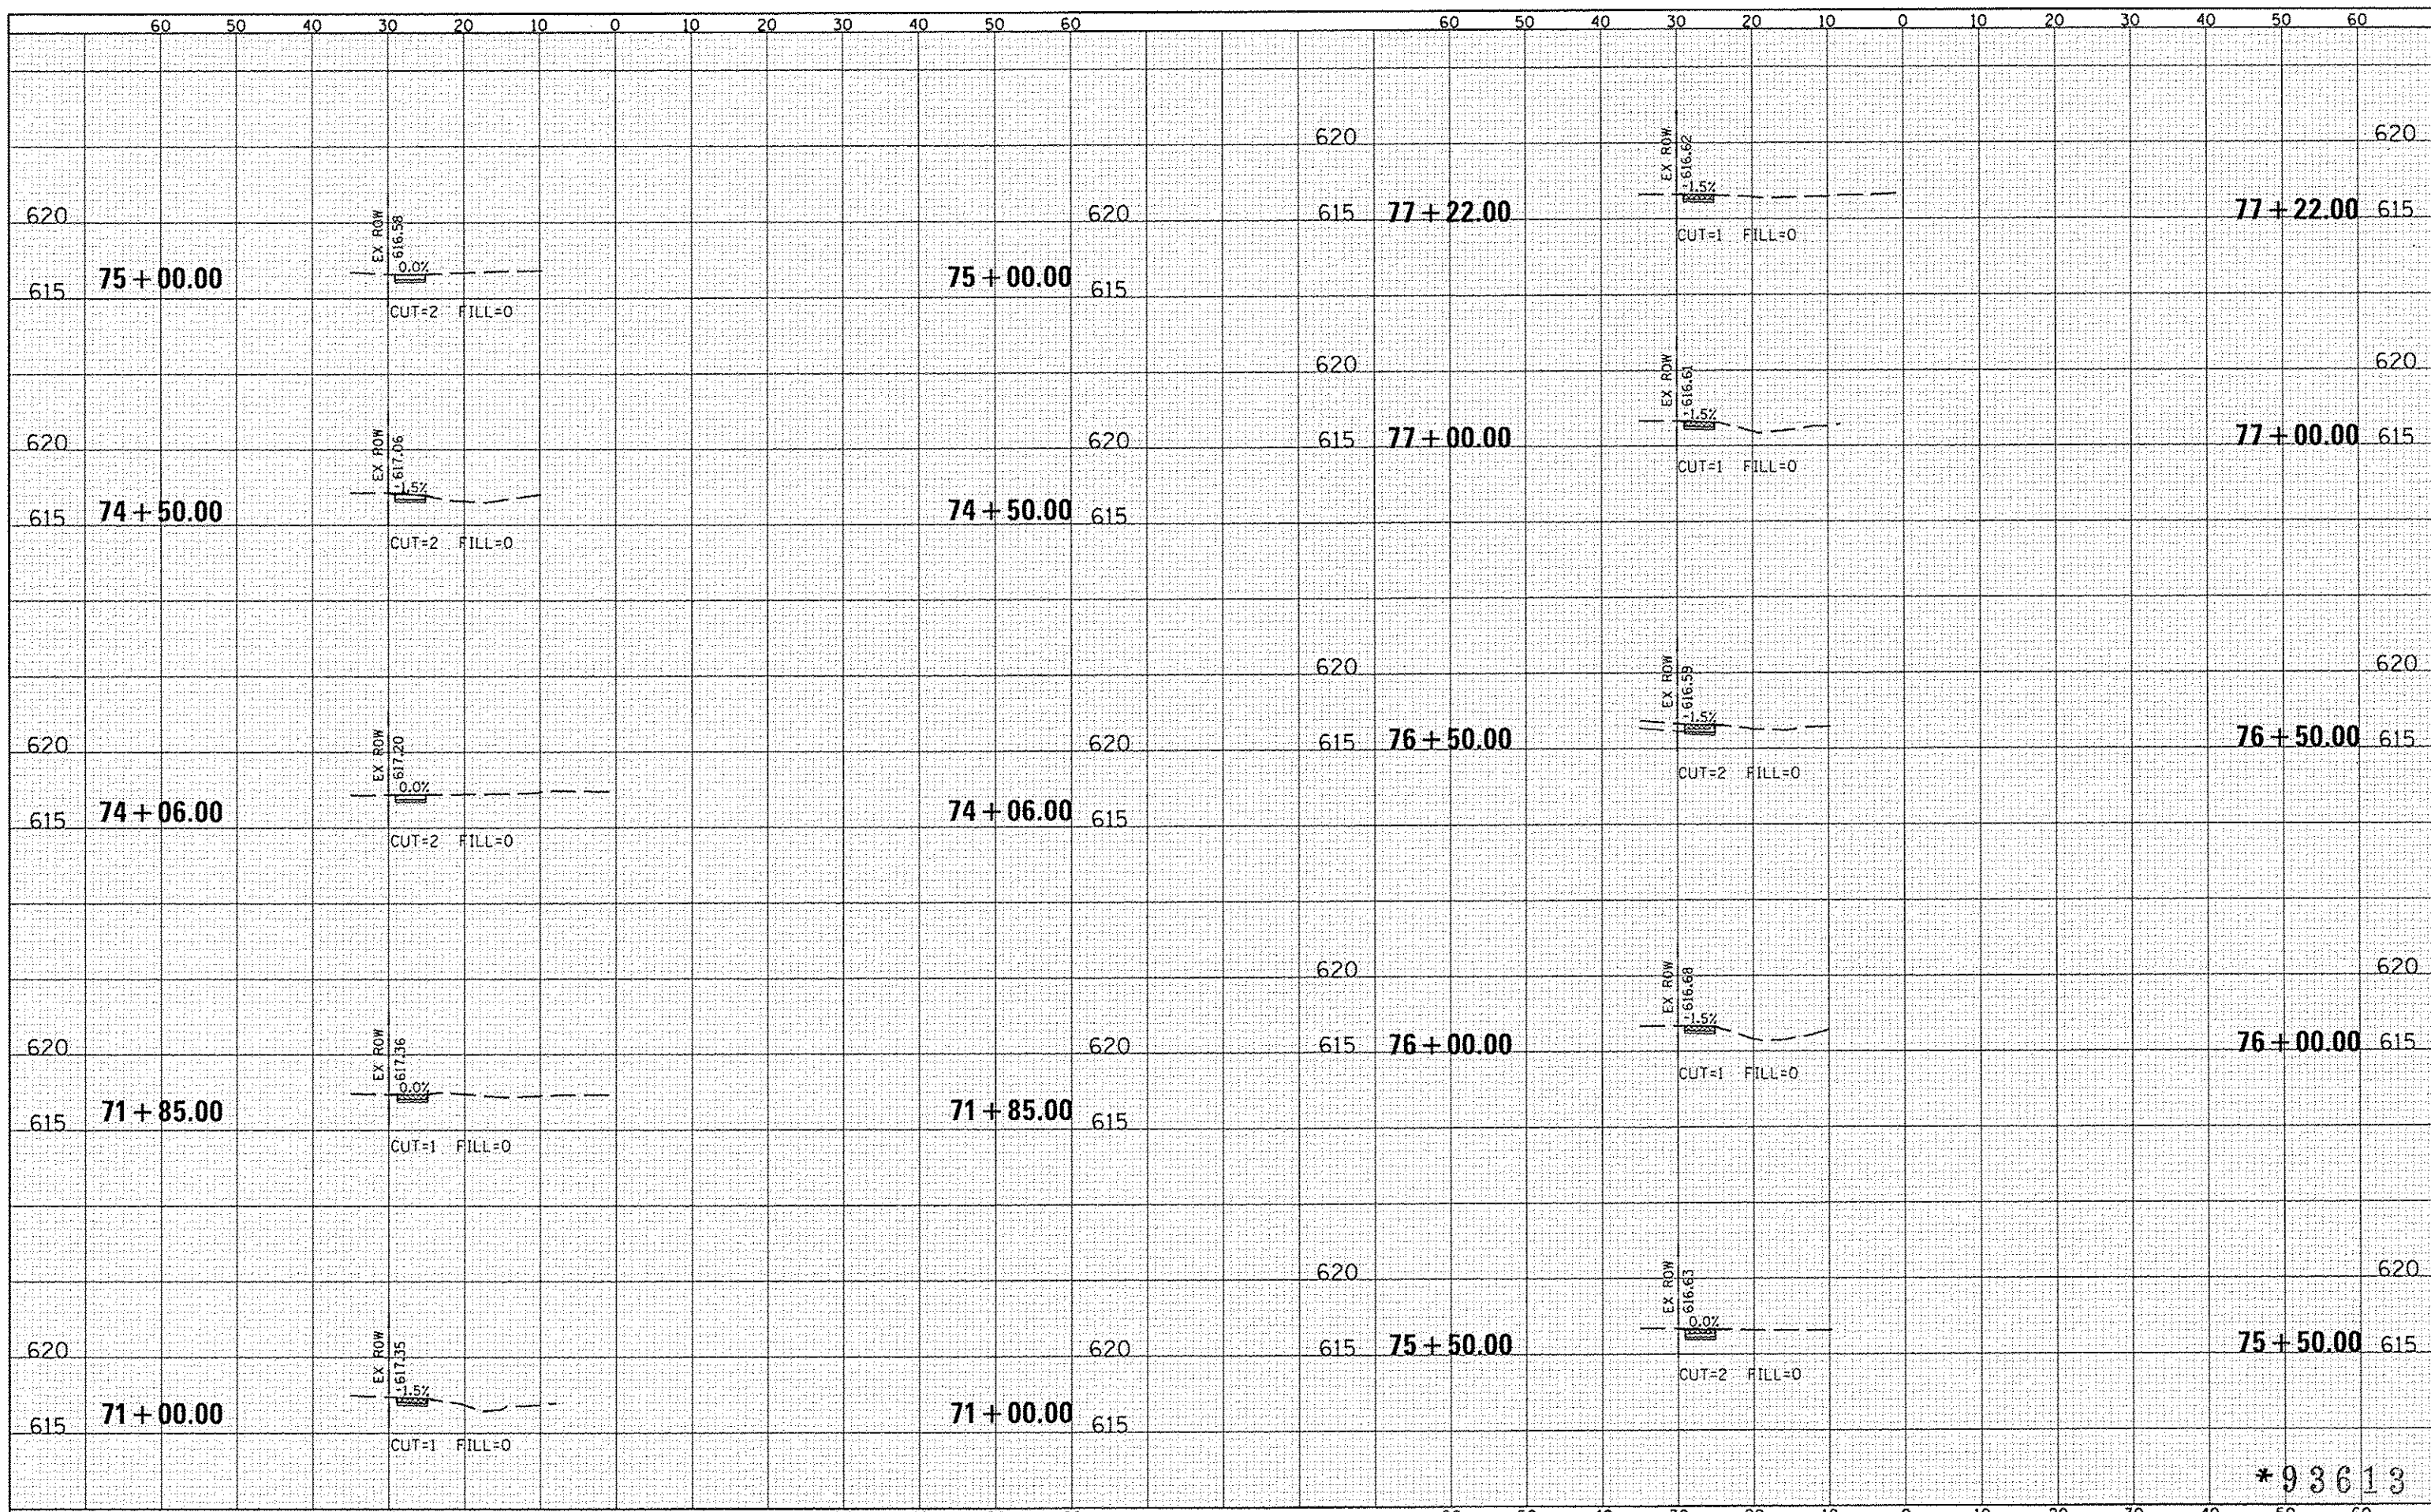 60 50 40 30 20 10 0 10 20 30 40 50 60 60 50 40 30 20 10 0 10 20 30 40 50 60
620 EX ROW 616.62 620
615 77+22.00 -1.5% 77+22.00 615
CUT=1 FILL=0
620 EX ROW 616.58 620
615 75+00.00 0.0% 75+00.00 615
CUT=2 FILL=0
620 EX ROW 616.61 620
615 77+00.00 -1.5% 77+00.00 615
CUT=1 FILL=0
620 EX ROW 617.06 620
615 74+50.00 -1.5% 74+50.00 615
CUT=2 FILL=0
620 EX ROW 616.59 620
615 76+50.00 -1.5% 76+50.00 615
CUT=2 FILL=0
620 EX ROW 617.20 620
615 74+06.00 0.0% 74+06.00 615
CUT=2 FILL=0
620 EX ROW 616.68 620
615 76+00.00 -1.5% 76+00.00 615
CUT=1 FILL=0
620 EX ROW 617.36 620
615 71+85.00 0.0% 71+85.00 615
CUT=1 FILL=0
620 EX ROW 616.63 620
615 75+50.00 0.0% 75+50.00 615
CUT=2 FILL=0
620 EX ROW 617.35 620
615 71+00.00 -1.5% 71+00.00 615
CUT=1 FILL=0
*93613